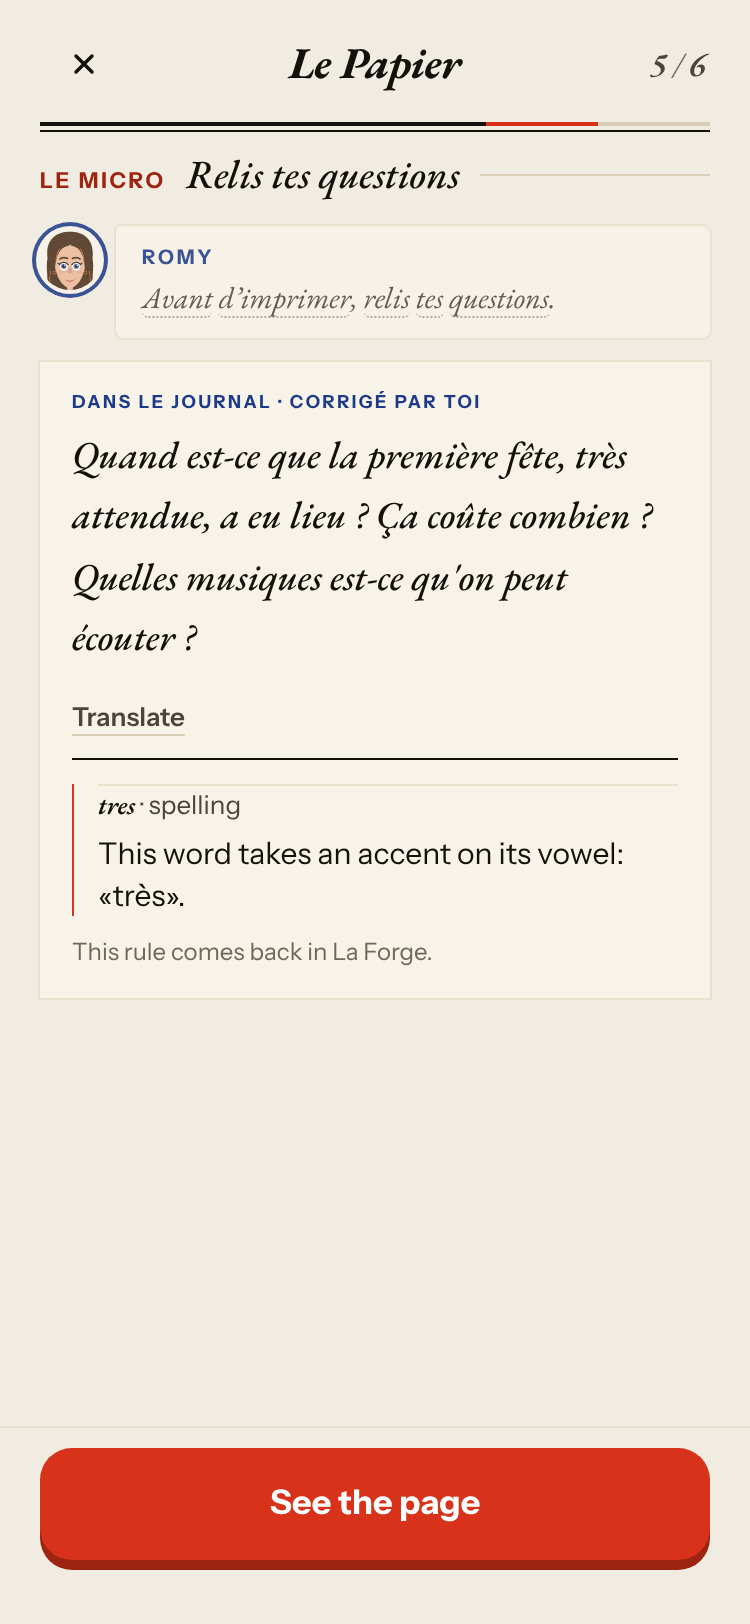 Le Papier
5 / 6
LE MICRO Relis tes questions
ROMY
Avant d’imprimer, relis tes questions.
DANS LE JOURNAL · CORRIGÉ PAR TOI
Quand est-ce que la première fête, très
attendue, a eu lieu ? Ça coûte combien ?
Quelles musiques est-ce qu'on peut
écouter ?
Translate
tres · spelling
This word takes an accent on its vowel:
«très».
This rule comes back in La Forge.
See the page